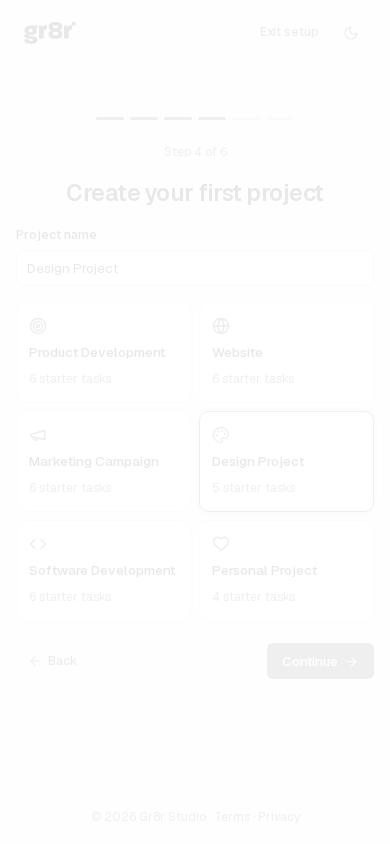 gr8r
Exit setup
Step 4 of 6
Create your first project
Project name
Design Project
Product Development
6 starter tasks
Website
6 starter tasks
Marketing Campaign
6 starter tasks
Design Project
5 starter tasks
Software Development
6 starter tasks
Personal Project
4 starter tasks
Back
Continue
© 2026 Gr8r Studio · Terms · Privacy